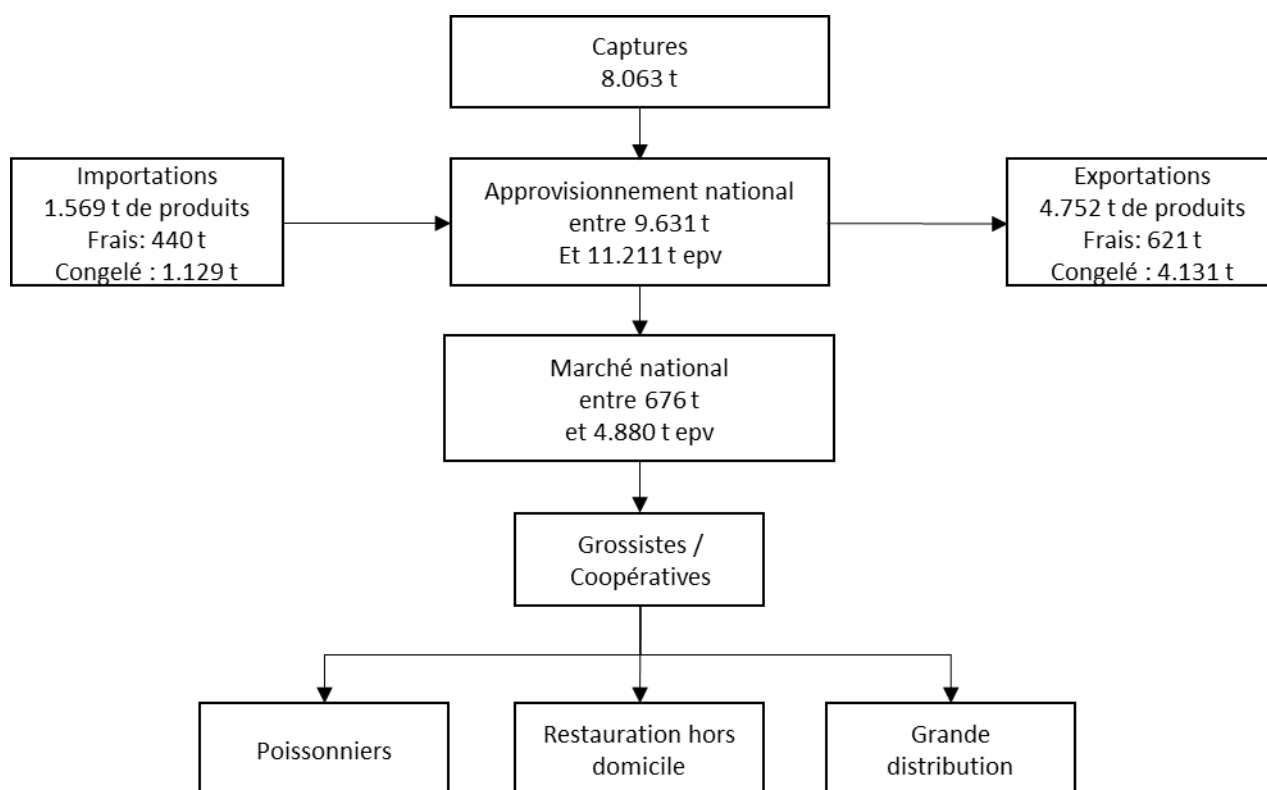 Captures
8.063 t
Importations
1.569 t de produits
Frais: 440 t
Congelé : 1.129 t
Approvisionnement national
entre 9.631 t
Et 11.211 t epv
Exportations
4.752 t de produits
Frais: 621 t
Congelé : 4.131 t
Marché national
entre 676 t
et 4.880 t epv
Grossistes /
Coopératives
Poissonniers
Restauration hors
domicile
Grande
distribution